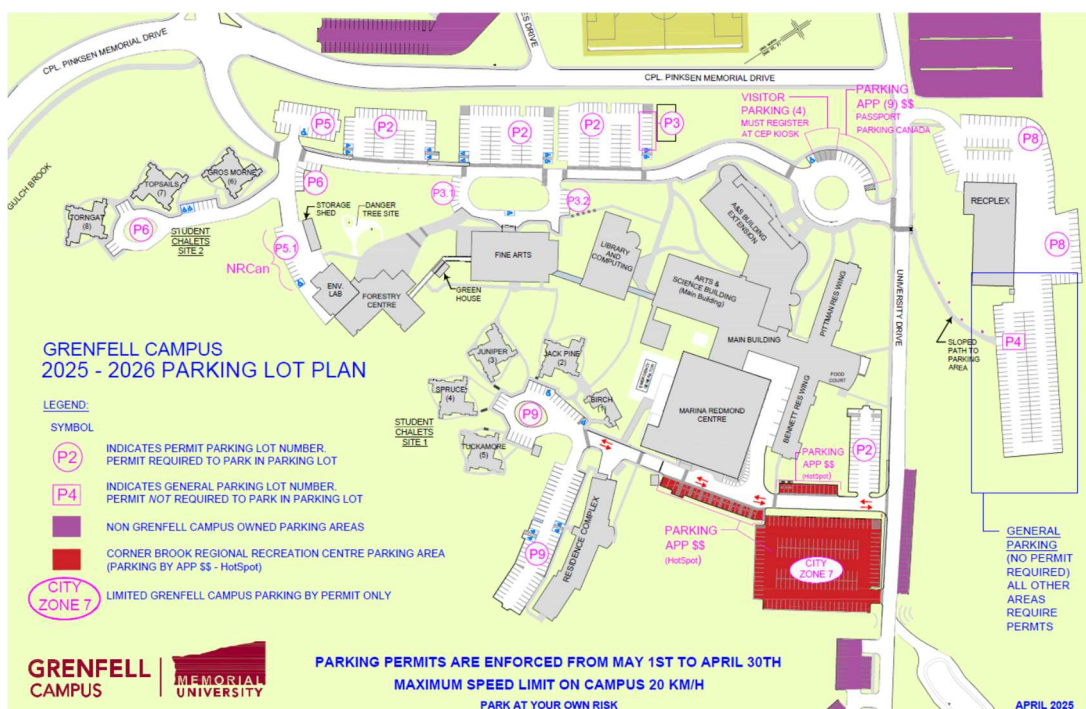 CPL. PINKSEN MEMORIAL DRIVE
ES DRIVE
CPL. PINKSEN MEMORIAL DRIVE
VISITOR
PARKING (4)
MUST REGISTER
AT CEP KIOSK
PARKING
APP (9) $$
PASSPORT
PARKING CANADA
P5
P2
P2
P2
P3
P8
GULCH BROOK
GROS MORNE
(6)
TOPSAILS
(7)
TORNGAT
(8)
P6
P6
STUDENT
CHALETS
SITE 2
STORAGE
SHED
DANGER
TREE SITE
P3.1
P3.2
A&S BUILDING
EXTENSION
RECPLEX
P8
P5.1
NRCan
ENV.
LAB
FORESTRY
CENTRE
GREEN
HOUSE
FINE ARTS
LIBRARY
AND
COMPUTING
ARTS &
SCIENCE BUILDING
(Main Building)
PITTMAN RES WING
MAIN BUILDING
UNIVERSITY DRIVE
SLOPED
PATH TO
PARKING
AREA
P4
GRENFELL CAMPUS
2025 - 2026 PARKING LOT PLAN
JUNIPER
(3)
JACK PINE
(2)
SPRUCE
(4)
BIRCH
TUCKAMORE
(5)
STUDENT
CHALETS
SITE 1
P9
MARINA REDMOND
CENTRE
BENNETT RES WING
FOOD
COURT
P2
PARKING
APP $$
(HotSpot)
LEGEND:
SYMBOL
P2
INDICATES PERMIT PARKING LOT NUMBER.
PERMIT REQUIRED TO PARK IN PARKING LOT
P4
INDICATES GENERAL PARKING LOT NUMBER.
PERMIT NOT REQUIRED TO PARK IN PARKING LOT
NON GRENFELL CAMPUS OWNED PARKING AREAS
CORNER BROOK REGIONAL RECREATION CENTRE PARKING AREA
(PARKING BY APP $$ - HotSpot)
CITY
ZONE 7
LIMITED GRENFELL CAMPUS PARKING BY PERMIT ONLY
P9
RESIDENCE COMPLEX
PARKING
APP $$
(HotSpot)
CITY
ZONE 7
GENERAL
PARKING
(NO PERMIT
REQUIRED)
ALL OTHER
AREAS
REQUIRE
PERMTS
GRENFELL
CAMPUS
MEMORIAL
UNIVERSITY
PARKING PERMITS ARE ENFORCED FROM MAY 1ST TO APRIL 30TH
MAXIMUM SPEED LIMIT ON CAMPUS 20 KM/H
PARK AT YOUR OWN RISK
APRIL 2025